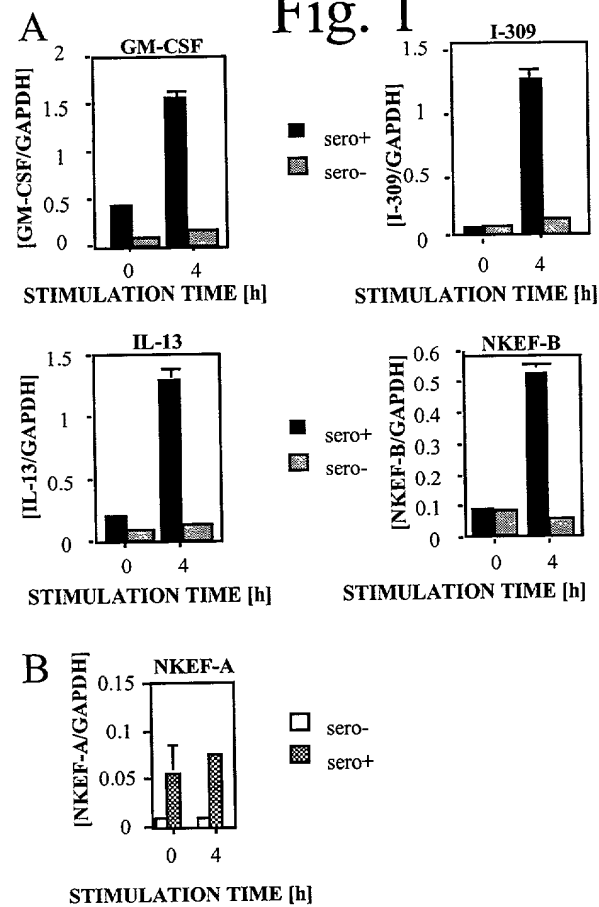 Fig. 1
A
GM-CSF
[GM-CSF/GAPDH]
2
1.5
1
0.5
0
0
4
STIMULATION TIME [h]
sero+
sero-
I-309
[I-309/GAPDH]
1.5
1
0.5
0
0
4
STIMULATION TIME [h]
IL-13
[IL-13/GAPDH]
1.5
1
0.5
0
0
4
STIMULATION TIME [h]
sero+
sero-
NKEF-B
[NKEF-B/GAPDH]
0.6
0.5
0.4
0.3
0.2
0.1
0
0
4
STIMULATION TIME [h]
B
NKEF-A
[NKEF-A/GAPDH]
0.15
0.1
0.05
0
0
4
STIMULATION TIME [h]
sero-
sero+